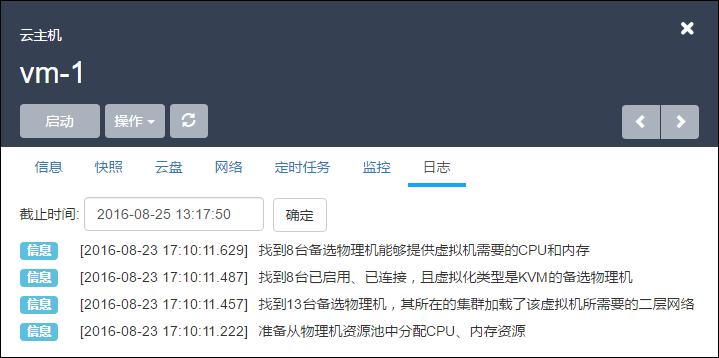 云主机
vm-1
启动 操作
信息 快照 云盘 网络 定时任务 监控 日志
截止时间: 2016-08-25 13:17:50 确定
信息 [2016-08-23 17:10:11.629] 找到8台备选物理机能够提供虚拟机需要的CPU和内存
信息 [2016-08-23 17:10:11.487] 找到8台已启用、已连接，且虚拟化类型是KVM的备选物理机
信息 [2016-08-23 17:10:11.457] 找到13台备选物理机，其所在的集群加载了该虚拟机所需要的二层网络
信息 [2016-08-23 17:10:11.222] 准备从物理机资源池中分配CPU、内存资源